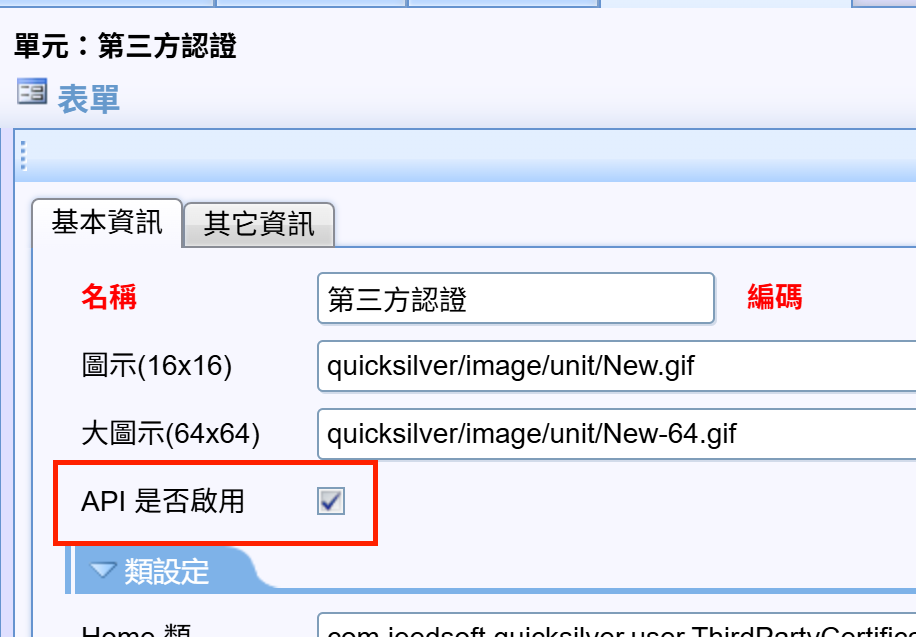 單元：第三方認證
表單
基本資訊 其它資訊
名稱 第三方認證 編碼
圖示(16x16) quicksilver/image/unit/New.gif
大圖示(64x64) quicksilver/image/unit/New-64.gif
API 是否啟用
類設定
Home 類 com.jeedsoft.quicksilver.user.ThirdPartyCertific